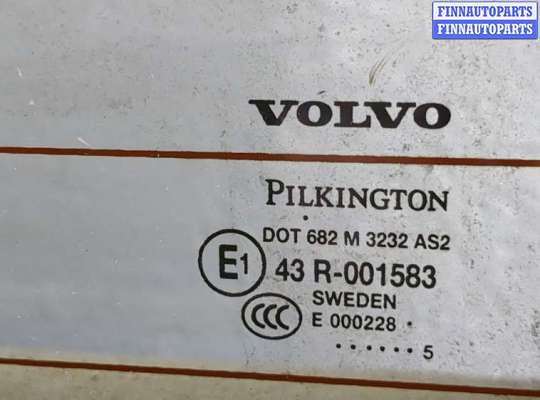 FINNAUTOPARTS
FINNAUTOPARTS
VOLVO
PILKINGTON
DOT 682 M 3232 AS2
E1 43 R-001583
SWEDEN
CCC E 000228 •
•••••• 5